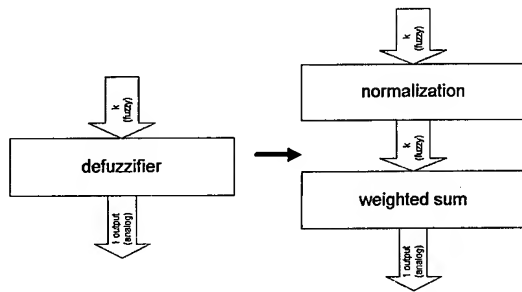 k
(fuzzy)
defuzzifier
1 output
(analog)
k
(fuzzy)
normalization
k
(fuzzy)
weighted sum
1 output
(analog)